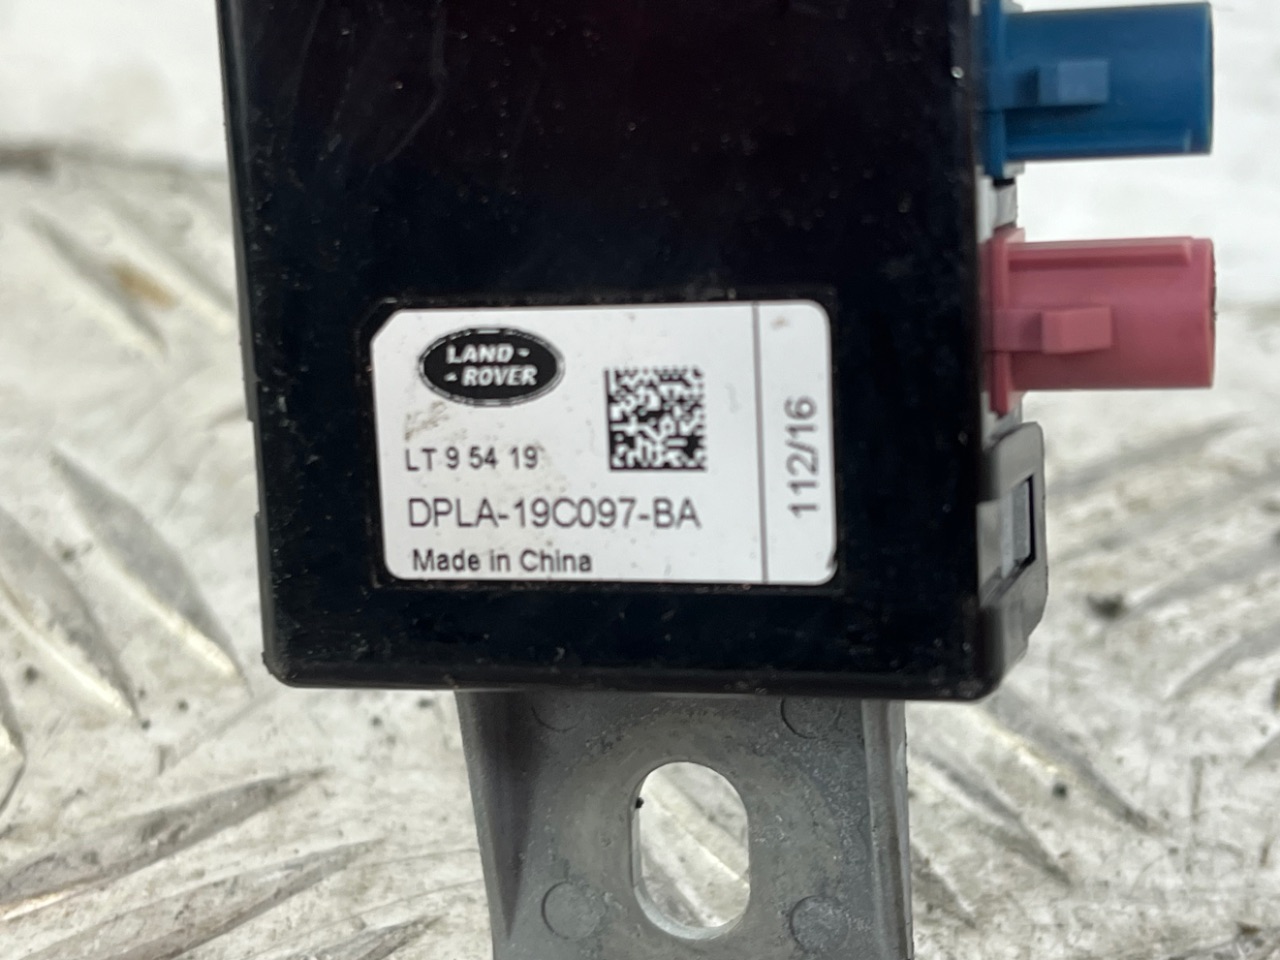 LAND-
-ROVER
LT 9 54 19
DPLA-19C097-BA
Made in China
112/16